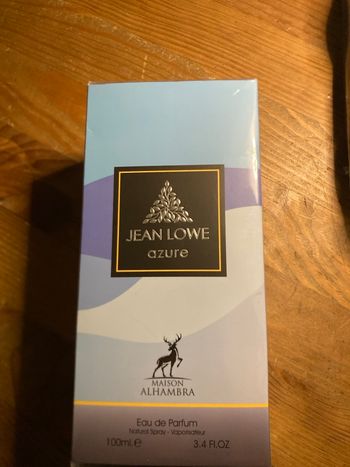 JEAN LOWE
azure
MAISON
ALHAMBRA
Eau de Parfum
Natural Spray - Vaporisateur
100ml.e 3.4 Fl.OZ